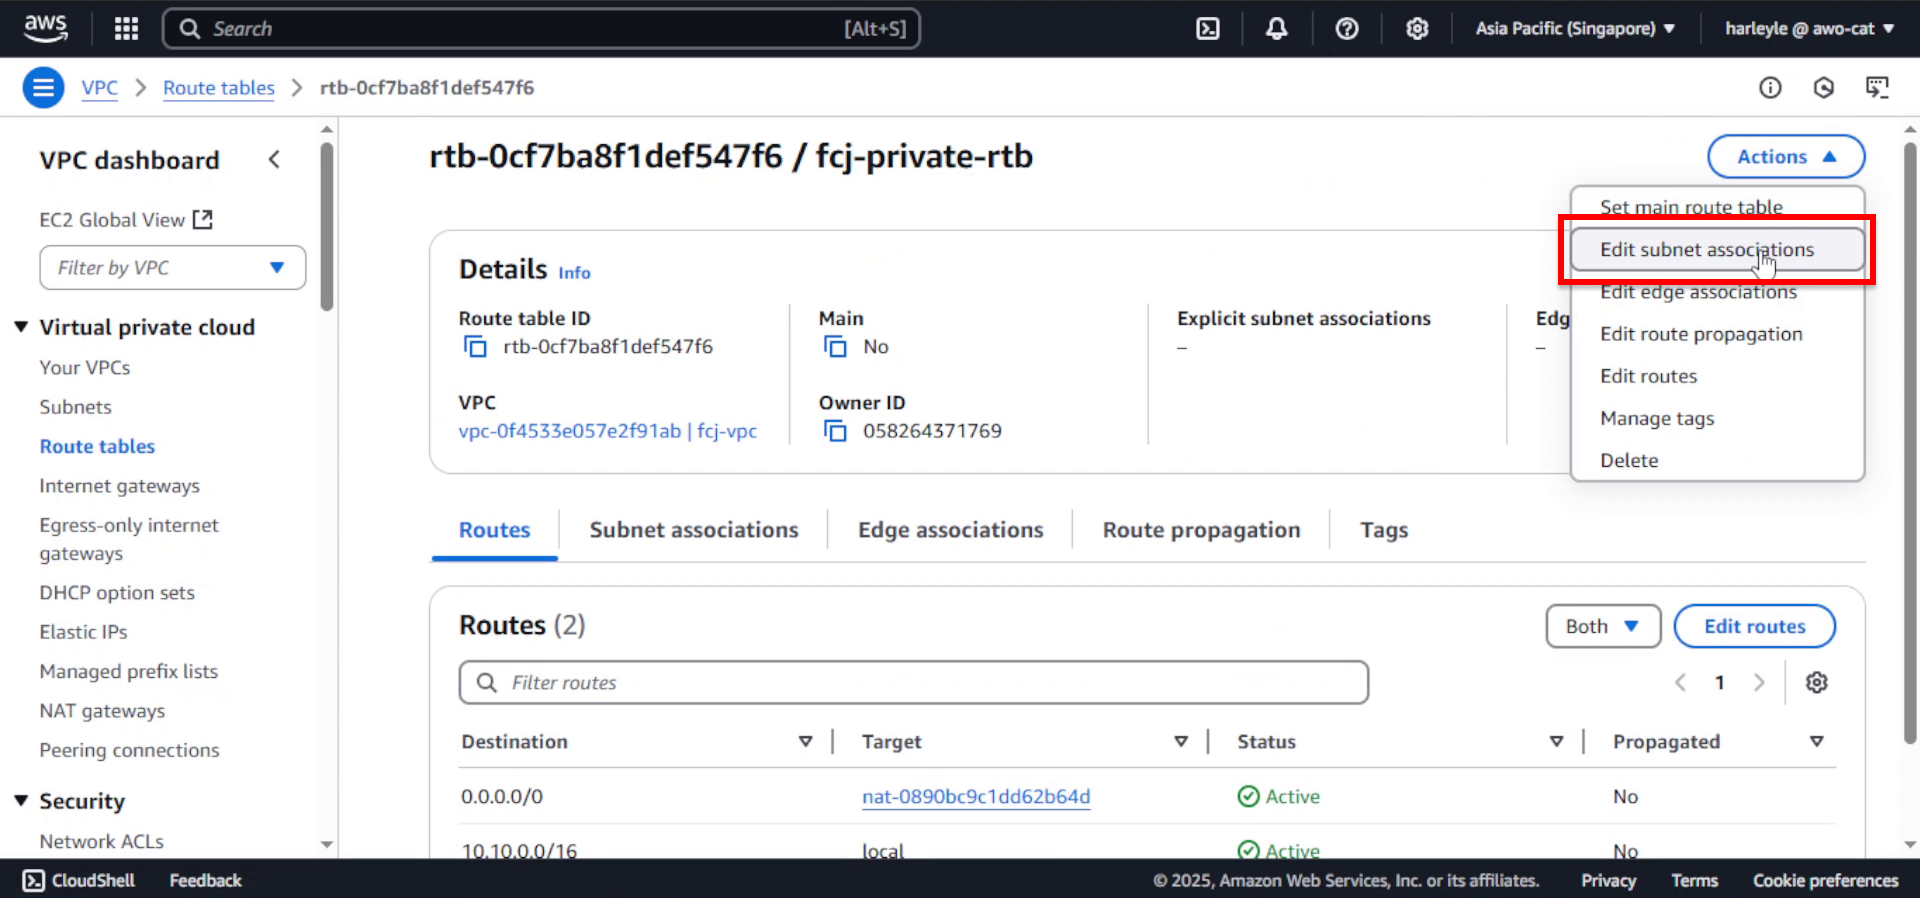 aws
Search
[Alt+S]
Asia Pacific (Singapore)
harleyle @ awo-cat
VPC
Route tables
rtb-0cf7ba8f1def547f6
VPC dashboard
EC2 Global View
Filter by VPC
Virtual private cloud
Your VPCs
Subnets
Route tables
Internet gateways
Egress-only internet
gateways
DHCP option sets
Elastic IPs
Managed prefix lists
NAT gateways
Peering connections
Security
Network ACLs
rtb-0cf7ba8f1def547f6 / fcj-private-rtb
Actions
Set main route table
Edit subnet associations
Edit edge associations
Edit route propagation
Edit routes
Manage tags
Delete
Details Info
Route table ID
rtb-0cf7ba8f1def547f6
Main
No
Explicit subnet associations
–
Edg
–
VPC
vpc-0f4533e057e2f91ab | fcj-vpc
Owner ID
058264371769
Routes
Subnet associations
Edge associations
Route propagation
Tags
Routes (2)
Both
Edit routes
Filter routes
1
Destination Target Status Propagated
0.0.0.0/0 nat-0890bc9c1dd62b64d Active No
10.10.0.0/16 local Active No
CloudShell
Feedback
© 2025, Amazon Web Services, Inc. or its affiliates.
Privacy
Terms
Cookie preferences